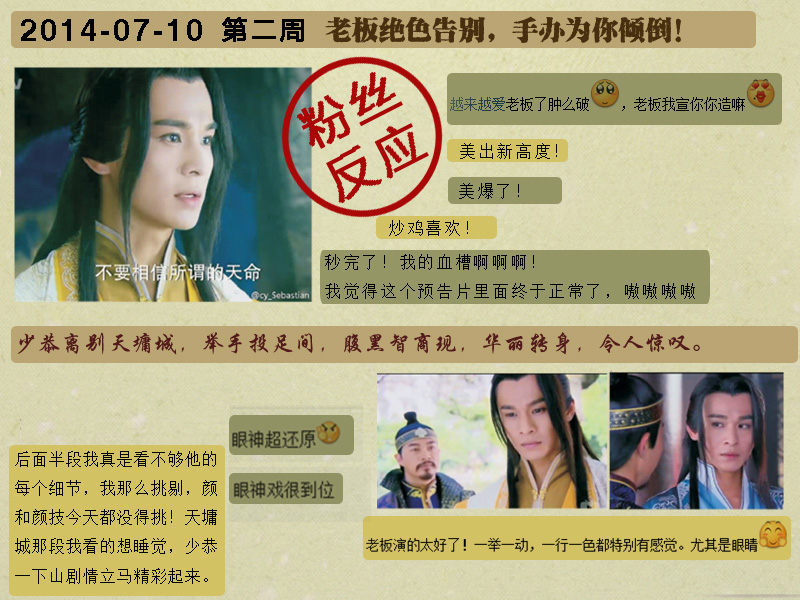 2014-07-10 第二周 老板绝色告别，手办为你倾倒！
粉丝
反应
越来越爱老板了肿么破，老板我宣你你造嘛
美出新高度！
美爆了！
炒鸡喜欢！
不要相信所谓的天命
@cy_Sebastian
秒完了！我的血槽啊啊啊！
我觉得这个预告片里面终于正常了，嗷嗷嗷嗷
少恭离别天墉城，举手投足间，腹黑智商现，华丽转身，令人惊叹。
眼神超还原
眼神戏很到位
后面半段我真是看不够他的
每个细节，我那么挑剔，颜
和颜技今天都没得挑！天墉
城那段我看的想睡觉，少恭
一下山剧情立马精彩起来。
老板演的太好了！一举一动，一行一色都特别有感觉。尤其是眼睛